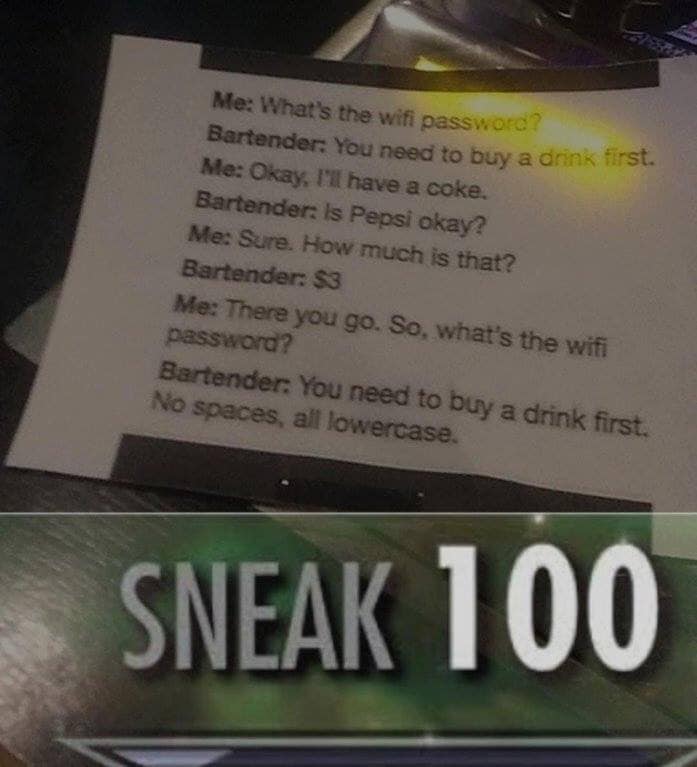 Me: What's the wifi password?
Bartender: You need to buy a drink first.
Me: Okay, I'll have a coke.
Bartender: Is Pepsi okay?
Me: Sure. How much is that?
Bartender: $3
Me: There you go. So, what's the wifi
password?
Bartender: You need to buy a drink first.
No spaces, all lowercase.
SNEAK 100